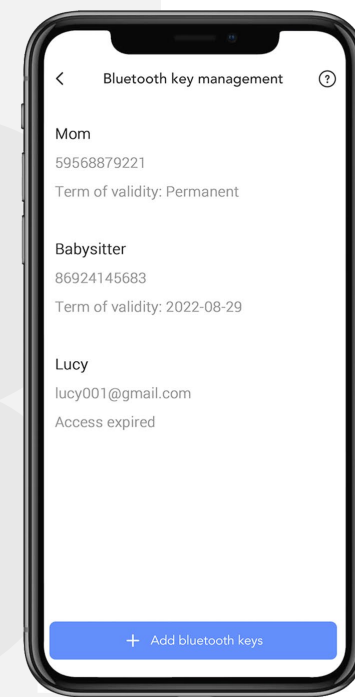 Bluetooth key management
Mom
59568879221
Term of validity: Permanent
Babysitter
86924145683
Term of validity: 2022-08-29
Lucy
lucy001@gmail.com
Access expired
+ Add bluetooth keys